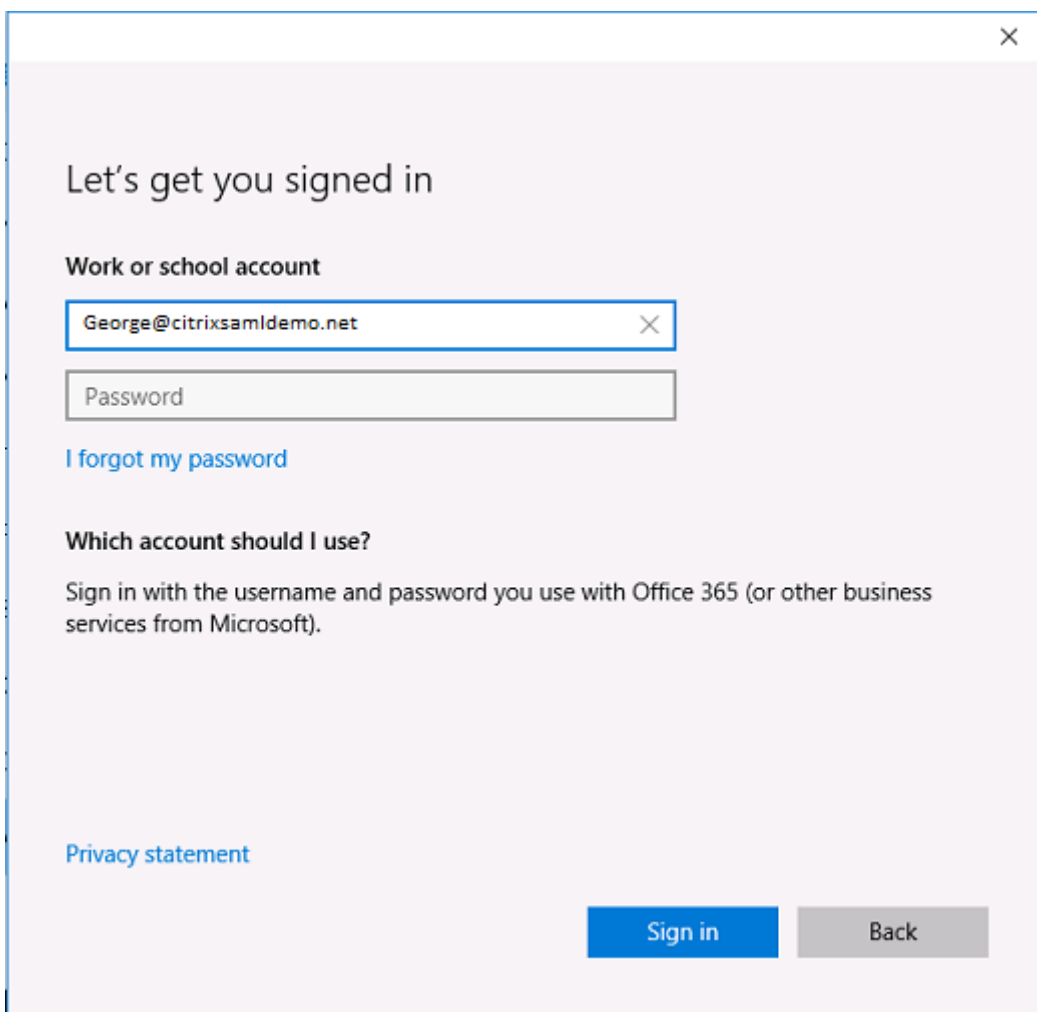 Let's get you signed in
Work or school account
George@citrixsamldemo.net
Password
I forgot my password
Which account should I use?
Sign in with the username and password you use with Office 365 (or other business
services from Microsoft).
Privacy statement
Sign in
Back